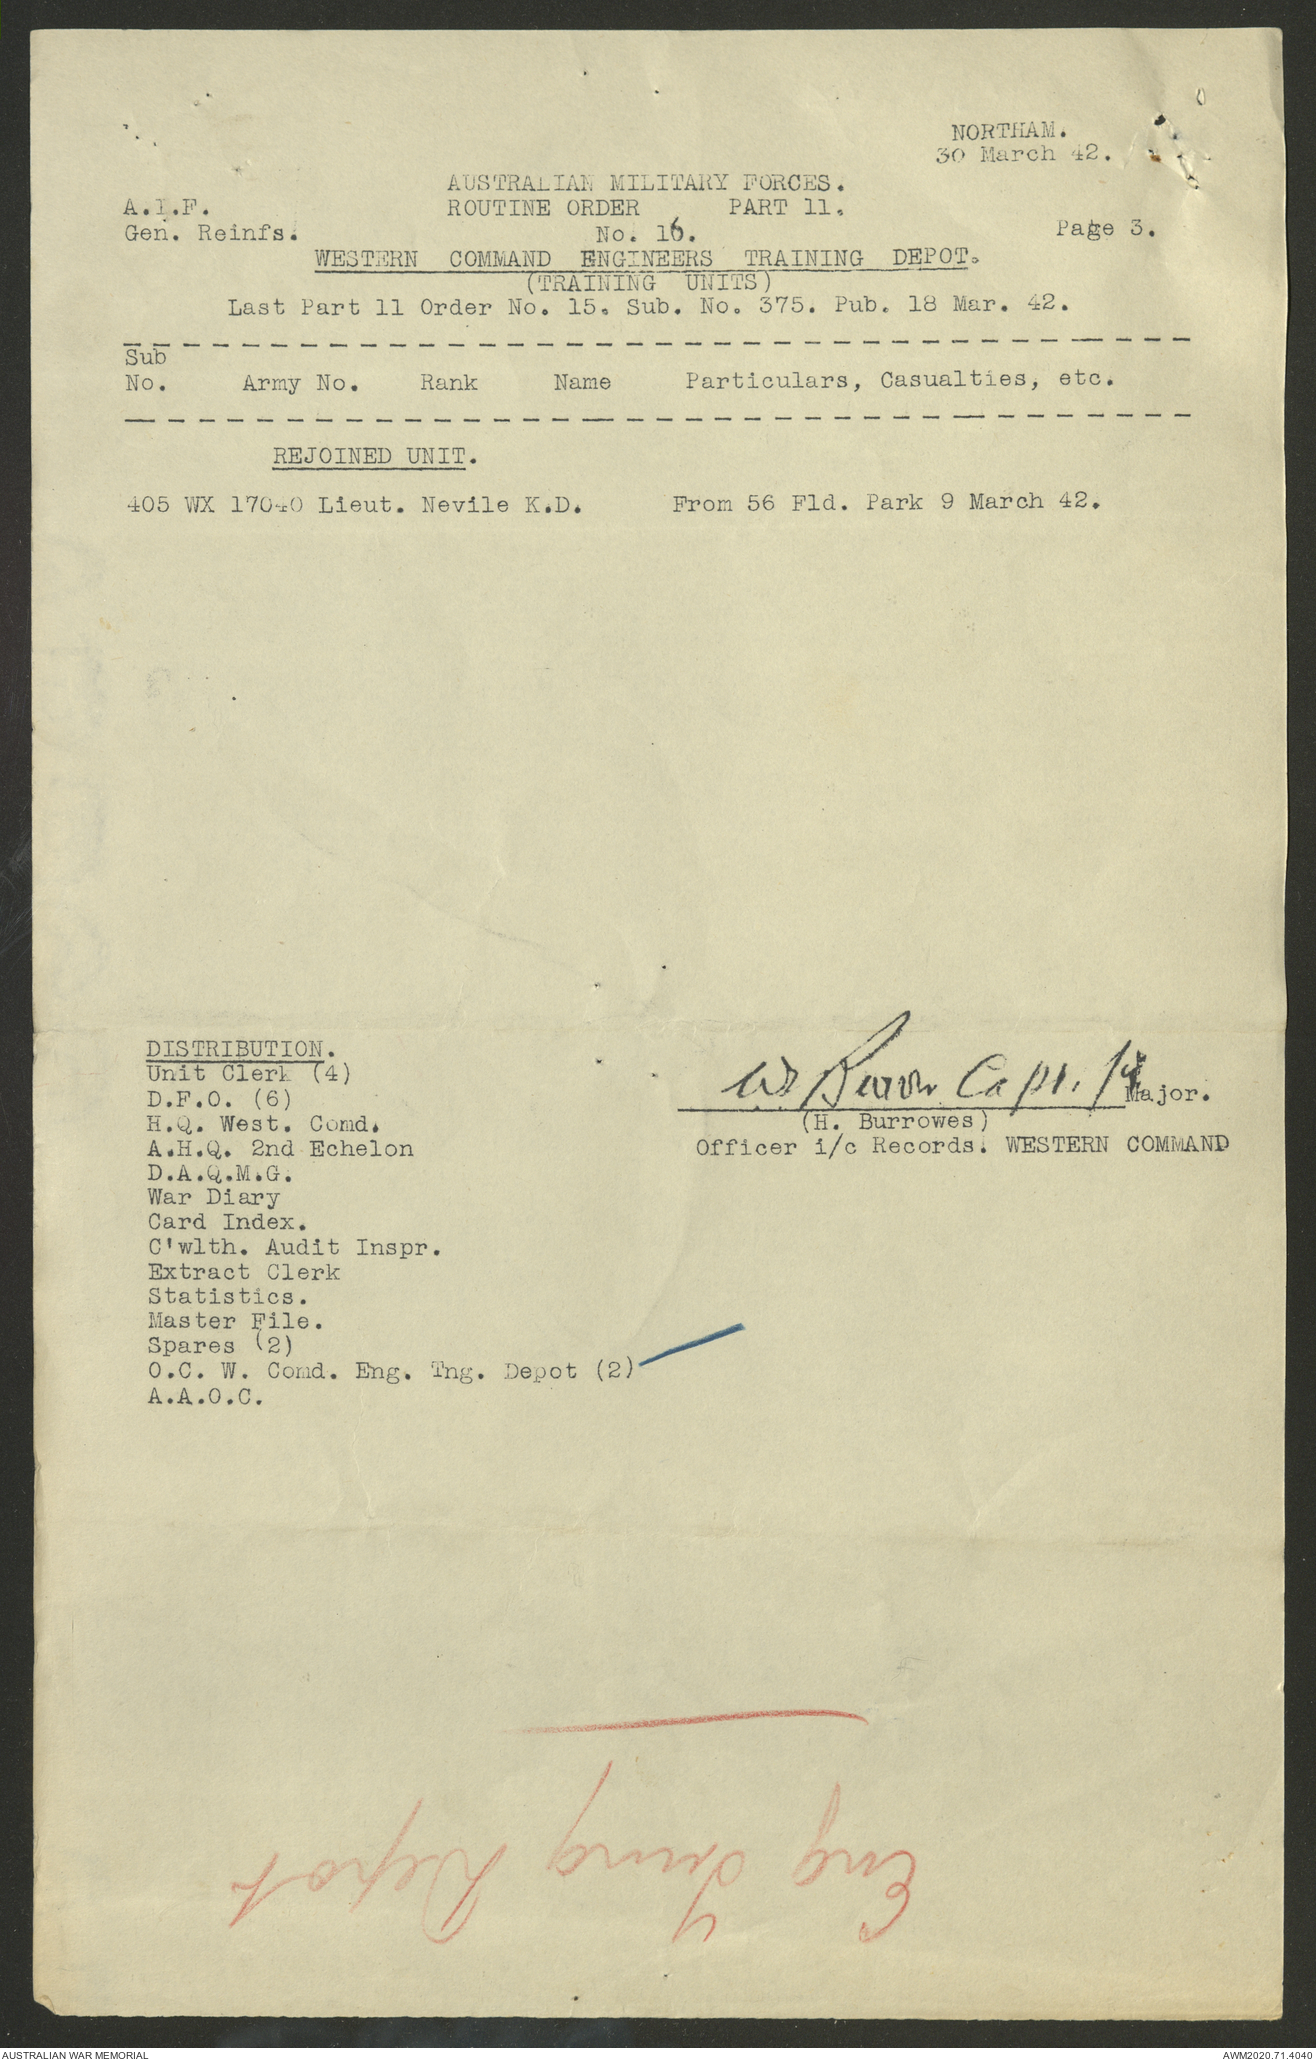 NORTHAM.
30 March 42.
AUSTRALIAN MILITARY FORCES.
A.I.F. ROUTINE ORDER PART 11.
Gen. Reinfs. No. 16. Page 3.
WESTERN COMMAND ENGINEERS TRAINING DEPOT.
(TRAINING UNITS)
Last Part 11 Order No. 15. Sub. No. 375. Pub. 18 Mar. 42.
Sub
No. Army No. Rank Name Particulars, Casualties, etc.
REJOINED UNIT.
405 WX 17040 Lieut. Nevile K.D. From 56 Fld. Park 9 March 42.
DISTRIBUTION.
Unit Clerk (4)
D.F.O. (6)
H.Q. West. Comd.
A.H.Q. 2nd Echelon
D.A.Q.M.G.
War Diary
Card Index.
C'wlth. Audit Inspr.
Extract Clerk
Statistics.
Master File.
Spares (2)
O.C. W. Comd. Eng. Tng. Depot (2)
A.A.O.C.
Capt. Major.
(H. Burrowes)
Officer i/c Records. WESTERN COMMAND
Eng Tning Depot
AUSTRALIAN WAR MEMORIAL
AWM2020.71.4040